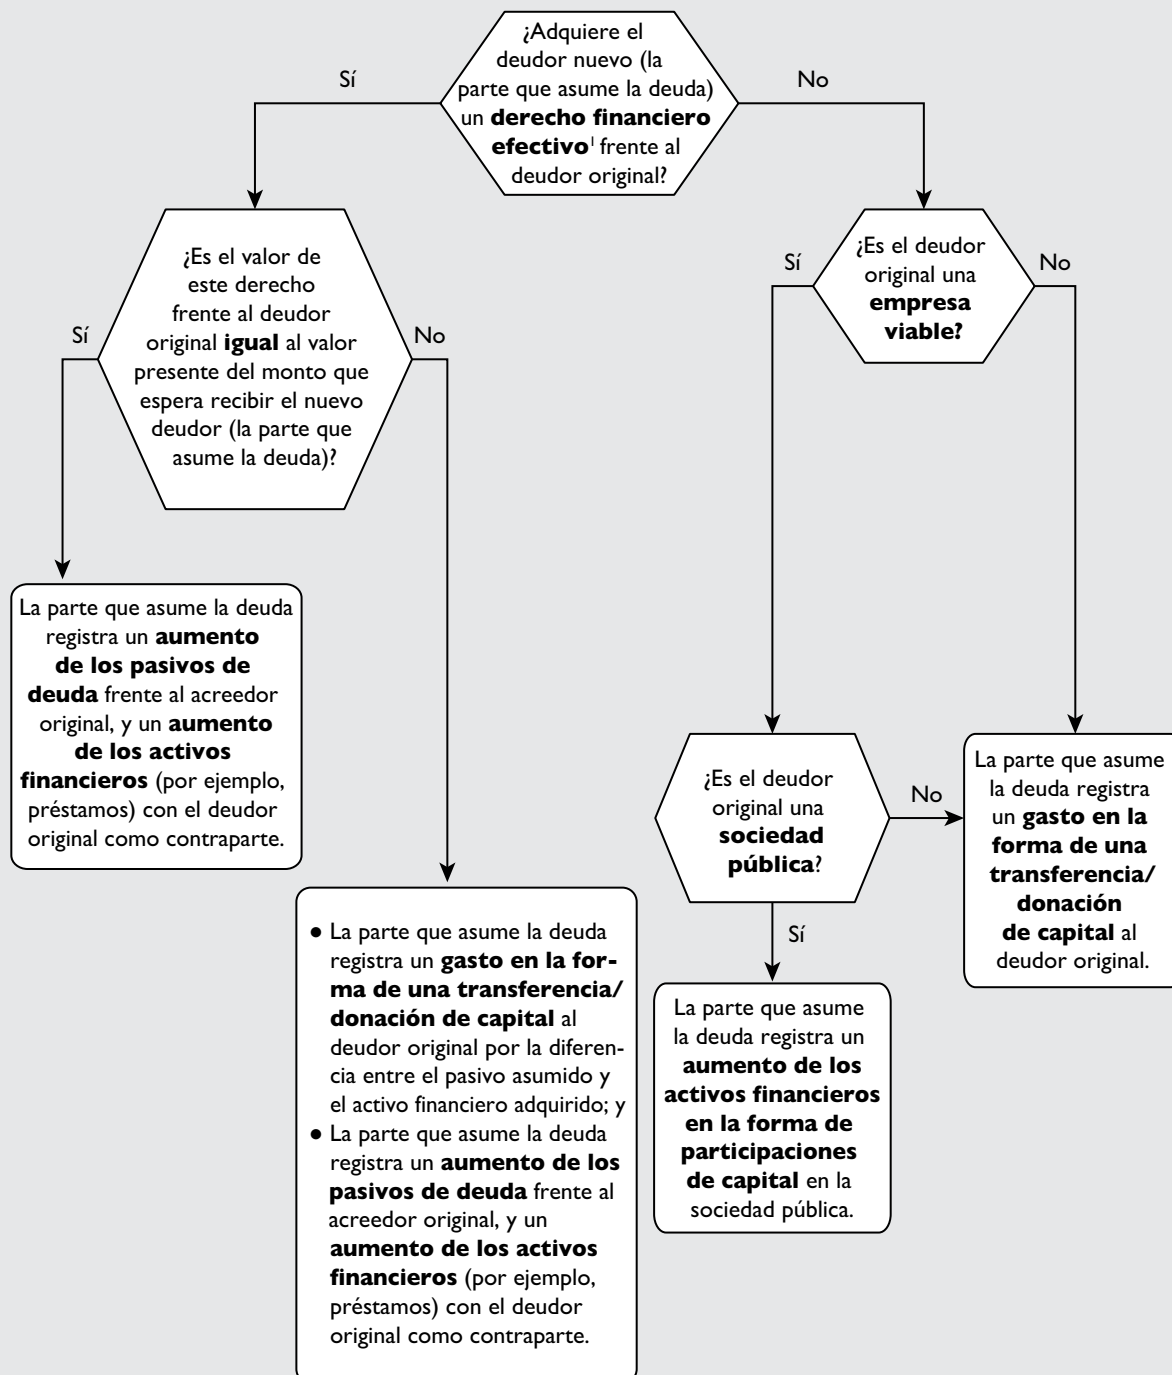 ¿Adquiere el
deudor nuevo (la
parte que asume la deuda)
un derecho financiero
efectivo¹ frente al
deudor original?
Sí
No
¿Es el valor de
este derecho
frente al deudor
original igual al valor
presente del monto que
espera recibir el nuevo
deudor (la parte que
asume la deuda)?
Sí
No
¿Es el deudor
original una
empresa
viable?
Sí
No
La parte que asume la deuda
registra un aumento
de los pasivos de
deuda frente al acreedor
original, y un aumento
de los activos
financieros (por ejemplo,
préstamos) con el deudor
original como contraparte.
● La parte que asume la deuda
registra un gasto en la for-
ma de una transferencia/
donación de capital al
deudor original por la diferen-
cia entre el pasivo asumido y
el activo financiero adquirido; y
● La parte que asume la deuda
registra un aumento de los
pasivos de deuda frente al
acreedor original, y un
aumento de los activos
financieros (por ejemplo,
préstamos) con el deudor
original como contraparte.
¿Es el deudor
original una
sociedad
pública?
No
Sí
La parte que asume
la deuda registra un
aumento de los
activos financieros
en la forma de
participaciones
de capital en la
sociedad pública.
La parte que asume
la deuda registra
un gasto en la
forma de una
transferencia/
donación
de capital al
deudor original.